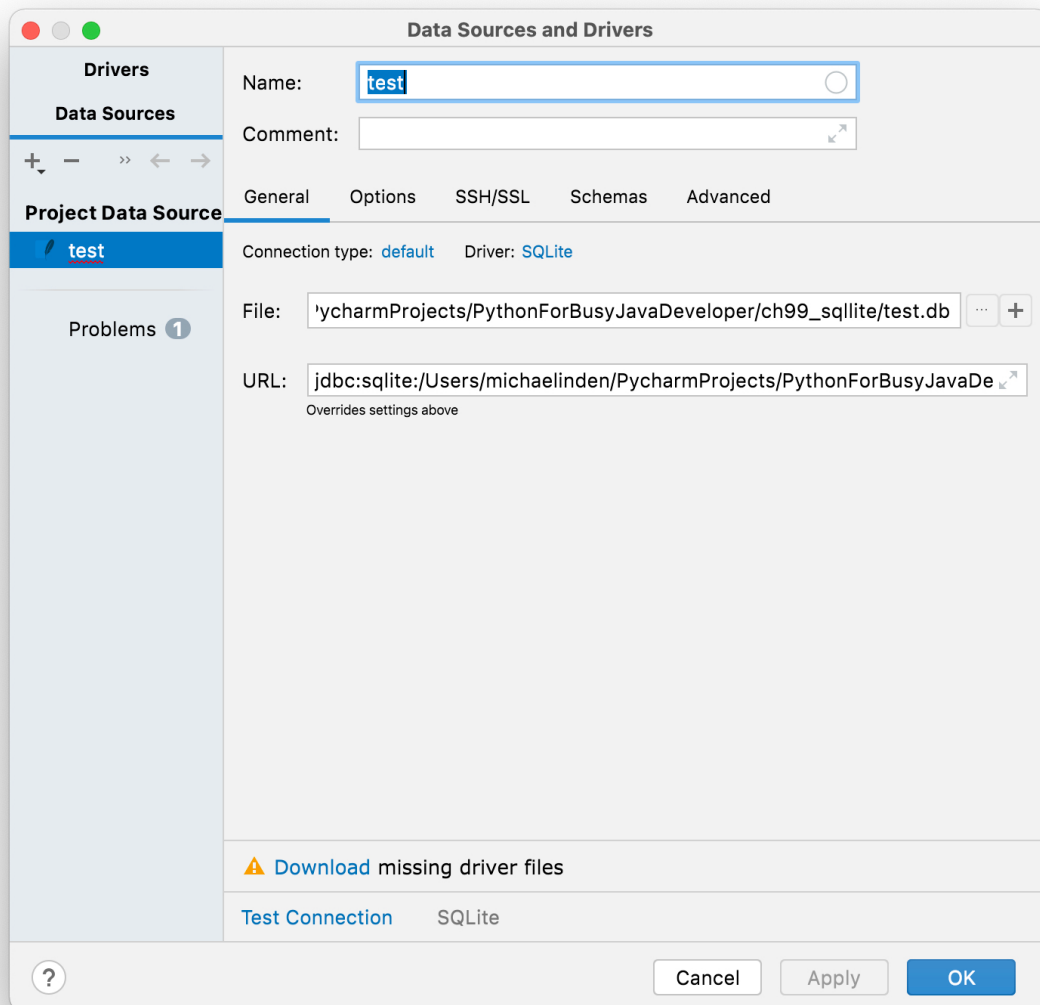 Data Sources and Drivers
Drivers
Data Sources
Project Data Source
test
Problems 1
Name: test
Comment:
General Options SSH/SSL Schemas Advanced
Connection type: default Driver: SQLite
File: ycharmProjects/PythonForBusyJavaDeveloper/ch99_sqllite/test.db ...
URL: jdbc:sqlite:/Users/michaelinden/PycharmProjects/PythonForBusyJavaDe
Overrides settings above
Download missing driver files
Test Connection SQLite
? Cancel Apply OK